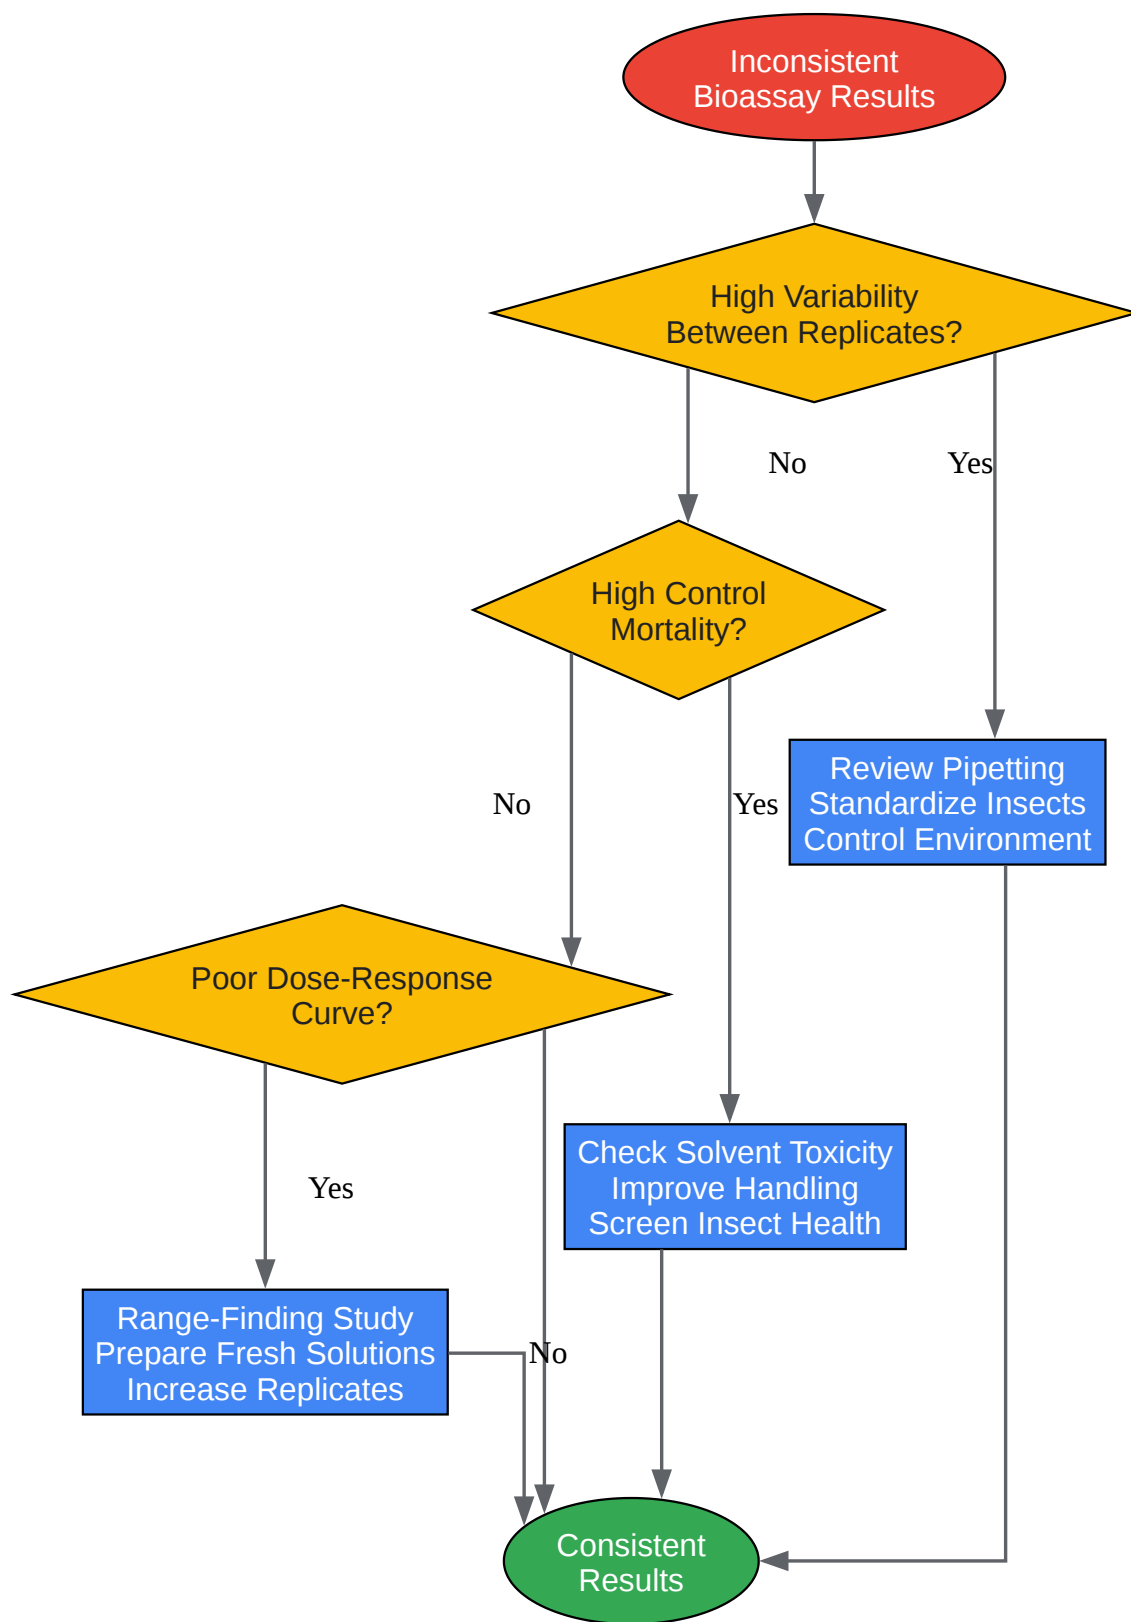 Inconsistent
Bioassay Results
High Variability
Between Replicates?
No
Yes
High Control
Mortality?
Review Pipetting
Standardize Insects
Control Environment
No
Yes
Poor Dose-Response
Curve?
Check Solvent Toxicity
Improve Handling
Screen Insect Health
Yes
Range-Finding Study
Prepare Fresh Solutions
Increase Replicates
No
Consistent
Results